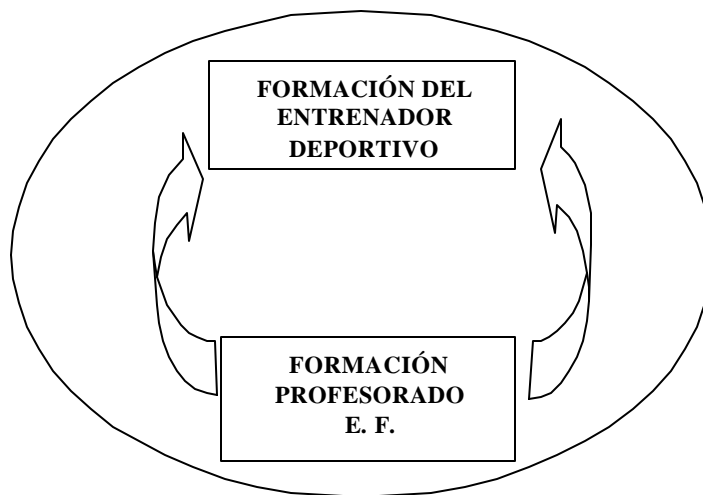 FORMACIÓN DEL
ENTRENADOR
DEPORTIVO
FORMACIÓN
PROFESORADO
E. F.